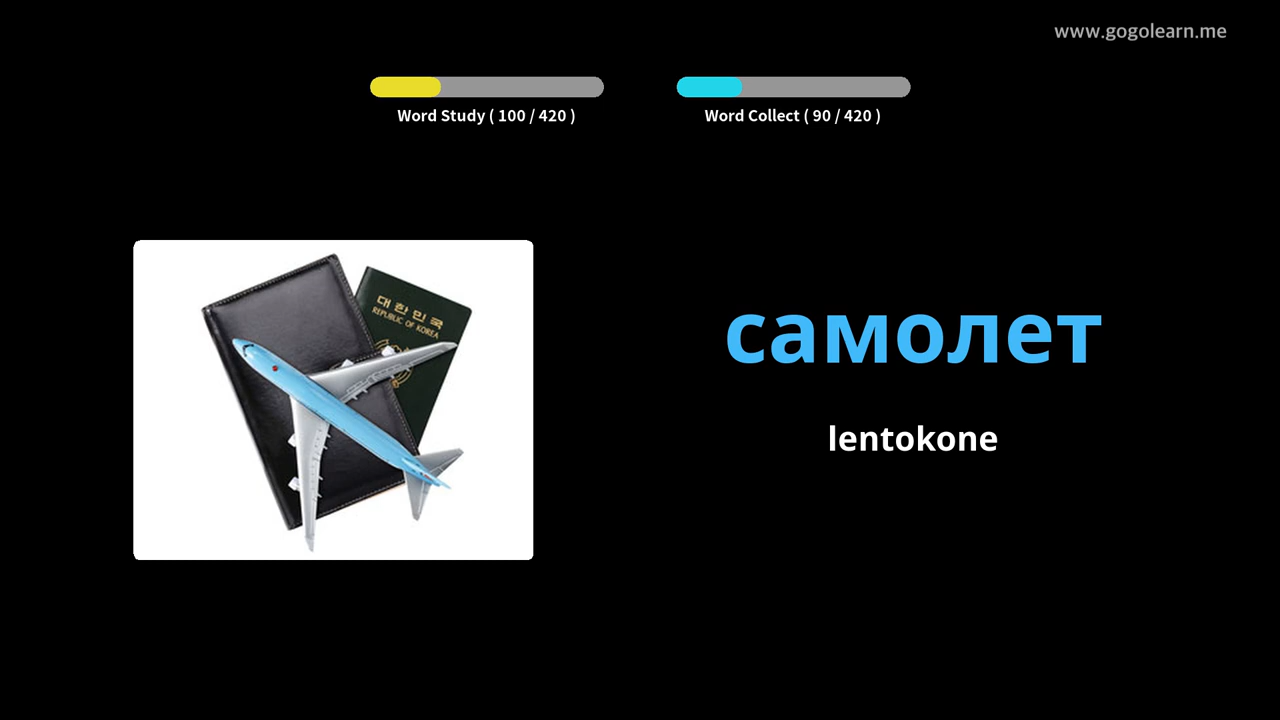 www.gogolearn.me
Word Study ( 100 / 420 )
Word Collect ( 90 / 420 )
대한민국
REPUBLIC OF KOREA
самолет
lentokone